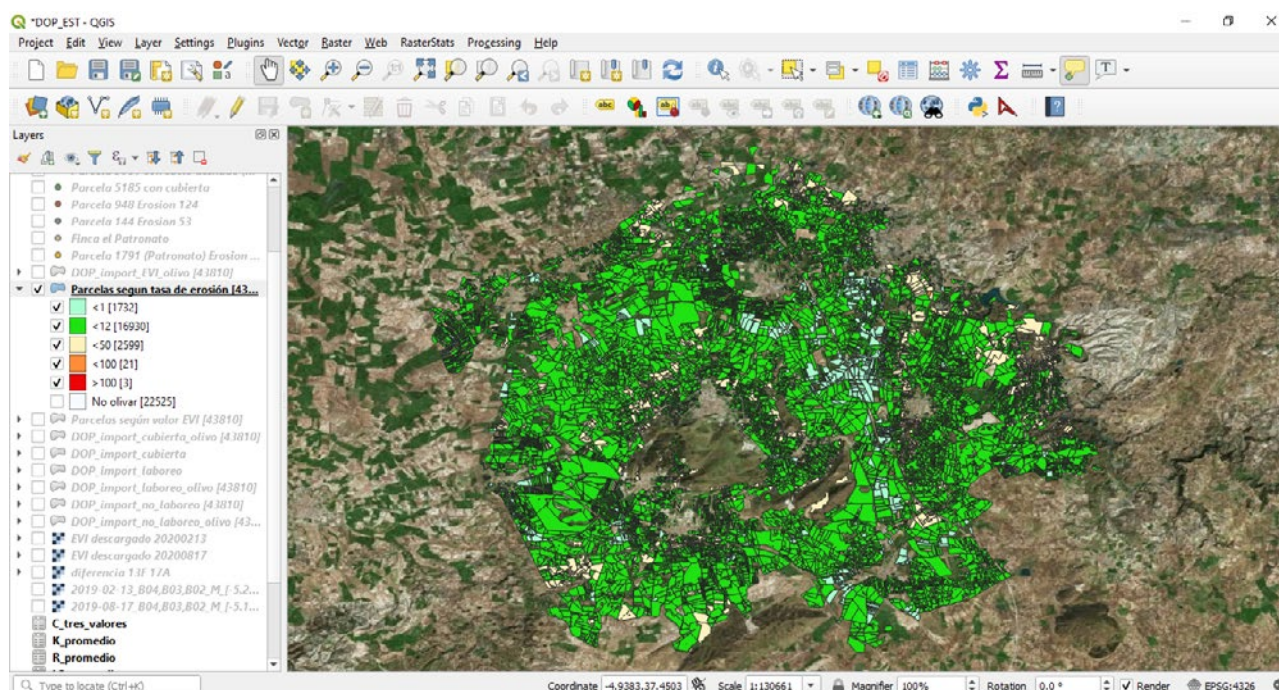 *DOP_EST - QGIS
Project Edit View Layer Settings Plugins Vector Raster Web RasterStats Processing Help
Layers
Parcela 5185 con cubierta
Parcela 948 Erosion 124
Parcela 144 Erosion 53
Finca el Patronato
Parcela 1791 (Patronato) Erosion ...
DOP_import_EVI_olivo [43810]
Parcelas segun tasa de erosión [43...
<1 [1732]
<12 [16930]
<50 [2599]
<100 [21]
>100 [3]
No olivar [22525]
Parcelas según valor EVI [43810]
DOP_import_cubierta_olivo [43810]
DOP_import_cubierta
DOP_import_laboreo
DOP_import_laboreo_olivo [43810]
DOP_import_no_laboreo [43810]
DOP_import_no_laboreo_olivo [43...
EVI descargado 20200213
EVI descargado 20200817
diferencia 13F 17A
2019-02-13_B04,B03,B02_M_[-5.2...
2019-08-17_B04,B03,B02_M_[-5.1...
C_tres_valores
K_promedio
R_promedio
Type to locate (Ctrl+K)
Coordinate -4.9383,37.4503 Scale 1:130661 Magnifier 100% Rotation 0.0 ° Render EPSG:4326